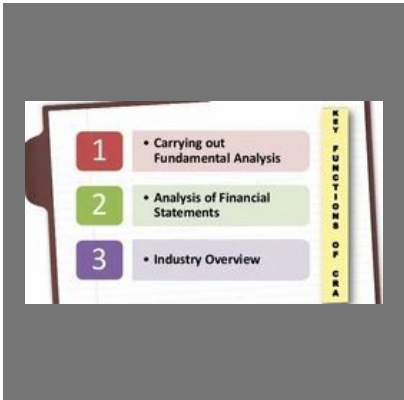 1
• Carrying out
Fundamental Analysis
2
• Analysis of Financial
Statements
3
• Industry Overview
KEY FUNCTIONS OF CRA